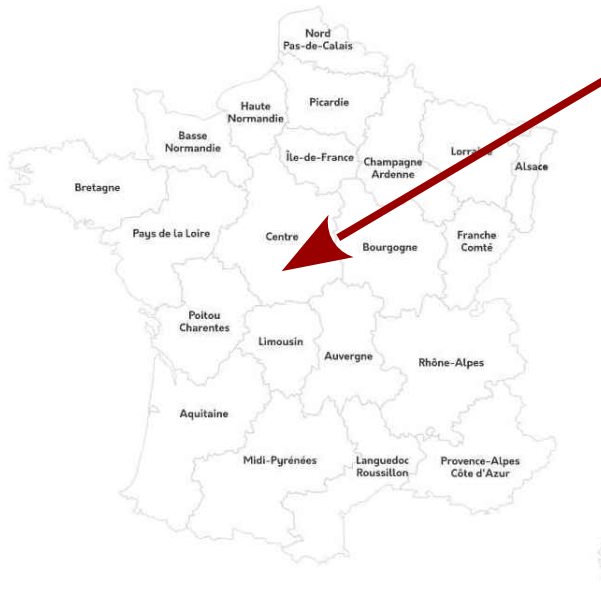 Nord
Pas-de-Calais
Picardie
Haute
Normandie
Basse
Normandie
Île-de-France
Champagne
Ardenne
Lorraine
Alsace
Bretagne
Pays de la Loire
Centre
Bourgogne
Franche
Comté
Poitou
Charentes
Limousin
Auvergne
Rhône-Alpes
Aquitaine
Midi-Pyrénées
Languedoc
Roussillon
Provence-Alpes
Côte d'Azur